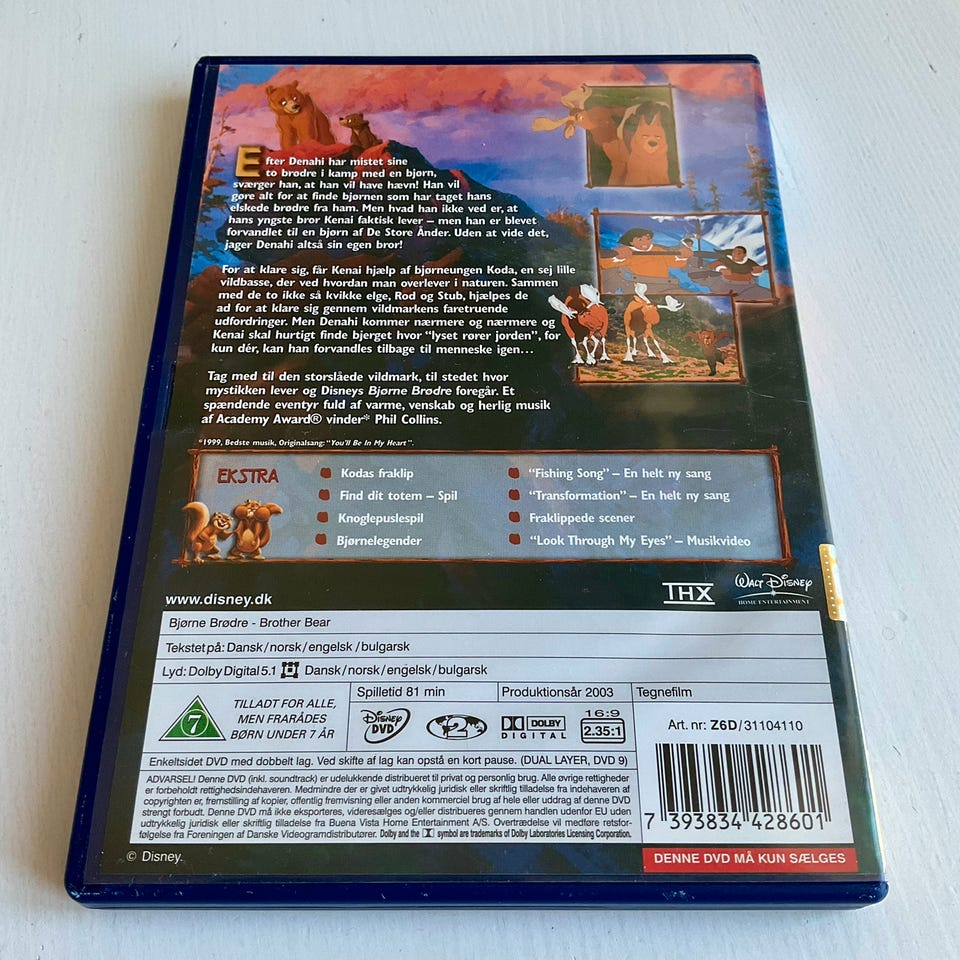 Efter Denahi har mistet sine
to brødre i kamp med en bjørn,
sværger han, at han vil have hævn! Han vil
gøre alt for at finde bjørnen som har taget hans
elskede brødre fra ham. Men hvad han ikke ved er, at
hans yngste bror Kenai faktisk lever – men han er blevet
forvandlet til en bjørn af De Store Ånder. Uden at vide det,
jager Denahi altså sin egen bror!
For at klare sig, får Kenai hjælp af bjørneungen Koda, en sej lille
vildbasse, der ved hvordan man overlever i naturen. Sammen
med de to ikke så kvikke elge, Rod og Stub, hjælpes de
ad for at klare sig gennem vildmarkens faretruende
udfordringer. Men Denahi kommer nærmere og nærmere og
Kenai skal hurtigt finde bjerget hvor "lyset rører jorden", for
kun dér, kan han forvandles tilbage til menneske igen...
Tag med til den storslåede vildmark, til stedet hvor
mystikken lever og Disneys Bjørne Brødre foregår. Et
spændende eventyr fuld af varme, venskab og herlig musik
af Academy Award® vinder* Phil Collins.
*1999, Bedste musik, Originalsang: "You'll Be In My Heart".
EKSTRA
Kodas fraklip
Find dit totem – Spil
Knoglepuslespil
Bjørnelegender
"Fishing Song" – En helt ny sang
"Transformation" – En helt ny sang
Fraklippede scener
"Look Through My Eyes" – Musikvideo
www.disney.dk
THX
WALT DISNEY
HOME ENTERTAINMENT
Bjørne Brødre - Brother Bear
Tekstet på: Dansk/norsk/engelsk/bulgarsk
Lyd: Dolby Digital 5.1 Dansk/norsk/engelsk/bulgarsk
7
TILLADT FOR ALLE,
MEN FRARÅDES
BØRN UNDER 7 ÅR
Spilletid 81 min
Produktionsår 2003
Tegnefilm
Disney
DVD
2
DOLBY
DIGITAL
16:9
2.35:1
Art. nr: Z6D/31104110
Enkeltsidet DVD med dobbelt lag. Ved skifte af lag kan opstå en kort pause. (DUAL LAYER, DVD 9)
ADVARSEL! Denne DVD (inkl. soundtrack) er udelukkende distribueret til privat og personlig brug. Alle øvrige rettigheder
er forbeholdt rettighedsindehaveren. Medmindre der er givet udtrykkelig juridisk eller skriftlig tilladelse fra indehaveren af
copyrighten er, fremstilling af kopier, offentlig fremvisning eller anden kommerciel brug af hele eller uddrag af denne DVD
strengt forbudt. Denne DVD må ikke eksporteres, videresælges og/eller distribueres gennem handlen udenfor EU uden
udtrykkelig juridisk eller skriftlig tilladelse fra Buena Vista Home Entertainment A/S. Overtrædelse vil medføre retsfor-
følgelse fra Foreningen af Danske Videogramdistributører. Dolby and the symbol are trademarks of Dolby Laboratories Licensing Corporation.
7 393834 428601
© Disney.
DENNE DVD MÅ KUN SÆLGES